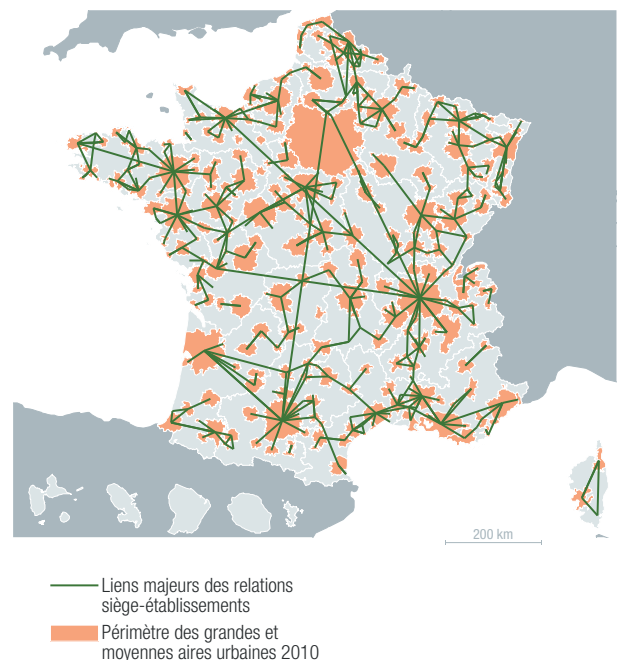 200 km
Liens majeurs des relations
siège-établissements
Périmètre des grandes et
moyennes aires urbaines 2010